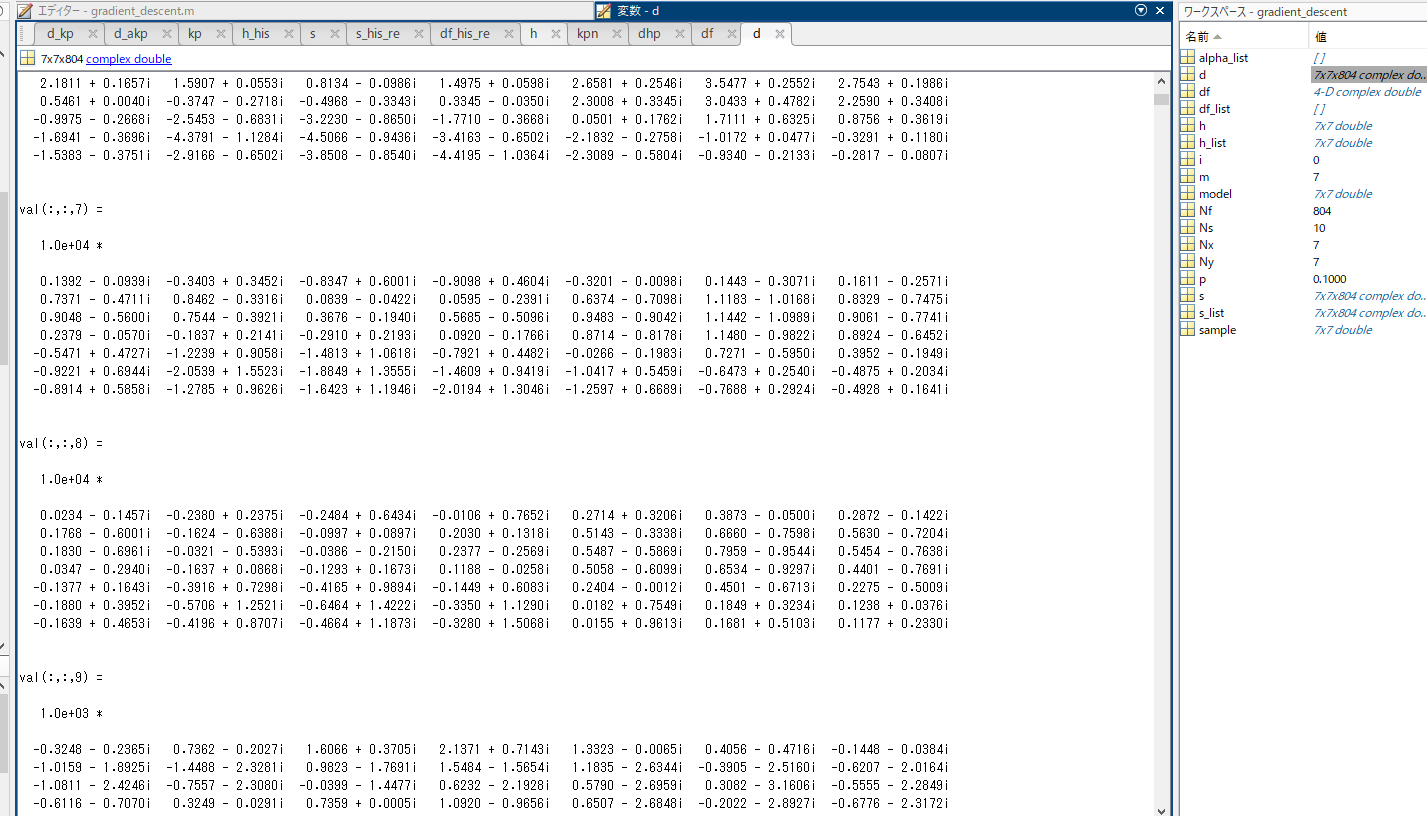 エディター - gradient_descent.m
変数 - d
d_kp d_akp kp h_his s s_his_re df_his_re h kpn dhp df d
7x7x804 complex double
2.1811 + 0.1657i 1.5907 + 0.0553i 0.8134 - 0.0986i 1.4975 + 0.0598i 2.6581 + 0.2546i 3.5477 + 0.2552i 2.7543 + 0.1986i
0.5461 + 0.0040i -0.3747 - 0.2718i -0.4968 - 0.3343i 0.3345 - 0.0350i 2.3008 + 0.3345i 3.0433 + 0.4782i 2.2590 + 0.3408i
-0.9975 - 0.2668i -2.5453 - 0.6831i -3.2230 - 0.8650i -1.7710 - 0.3668i 0.0501 + 0.1762i 1.7111 + 0.6325i 0.8756 + 0.3619i
-1.6941 - 0.3696i -4.3791 - 1.1284i -4.5066 - 0.9436i -3.4163 - 0.6502i -2.1832 - 0.2758i -1.0172 + 0.0477i -0.3291 + 0.1180i
-1.5383 - 0.3751i -2.9166 - 0.6502i -3.8508 - 0.8540i -4.4195 - 1.0364i -2.3089 - 0.5804i -0.9340 - 0.2133i -0.2817 - 0.0807i
val(:,:,7) =
1.0e+04 *
0.1392 - 0.0939i -0.3403 + 0.3452i -0.8347 + 0.6001i -0.9098 + 0.4604i -0.3201 - 0.0098i 0.1443 - 0.3071i 0.1611 - 0.2571i
0.7371 - 0.4711i 0.8462 - 0.3316i 0.0839 - 0.0422i 0.0595 - 0.2391i 0.6374 - 0.7098i 1.1183 - 1.0168i 0.8329 - 0.7475i
0.9048 - 0.5600i 0.7544 - 0.3921i 0.3676 - 0.1940i 0.5685 - 0.5096i 0.9483 - 0.9042i 1.1442 - 1.0989i 0.9061 - 0.7741i
0.2379 - 0.0570i -0.1837 + 0.2141i -0.2910 + 0.2193i 0.0920 - 0.1766i 0.8714 - 0.8178i 1.1480 - 0.9822i 0.8924 - 0.6452i
-0.5471 + 0.4727i -1.2239 + 0.9058i -1.4813 + 1.0618i -0.7921 + 0.4482i -0.0266 - 0.1983i 0.7271 - 0.5950i 0.3952 - 0.1949i
-0.9221 + 0.6944i -2.0539 + 1.5523i -1.8849 + 1.3555i -1.4609 + 0.9419i -1.0417 + 0.5459i -0.6473 + 0.2540i -0.4875 + 0.2034i
-0.8914 + 0.5858i -1.2785 + 0.9626i -1.6423 + 1.1946i -2.0194 + 1.3046i -1.2597 + 0.6689i -0.7688 + 0.2924i -0.4928 + 0.1641i
val(:,:,8) =
1.0e+04 *
0.0234 - 0.1457i -0.2380 + 0.2375i -0.2484 + 0.6434i -0.0106 + 0.7652i 0.2714 + 0.3206i 0.3873 - 0.0500i 0.2872 - 0.1422i
0.1768 - 0.6001i -0.1624 - 0.6388i -0.0997 + 0.0897i 0.2030 + 0.1318i 0.5143 - 0.3338i 0.6660 - 0.7598i 0.5630 - 0.7204i
0.1830 - 0.6961i -0.0321 - 0.5393i -0.0386 - 0.2150i 0.2377 - 0.2569i 0.5487 - 0.5869i 0.7959 - 0.9544i 0.5454 - 0.7638i
0.0347 - 0.2940i -0.1637 + 0.0868i -0.1293 + 0.1673i 0.1188 - 0.0258i 0.5058 - 0.6099i 0.6534 - 0.9297i 0.4401 - 0.7691i
-0.1377 + 0.1643i -0.3916 + 0.7298i -0.4165 + 0.9894i -0.1449 + 0.6083i 0.2404 - 0.0012i 0.4501 - 0.6713i 0.2275 - 0.5009i
-0.1880 + 0.3952i -0.5706 + 1.2521i -0.6464 + 1.4222i -0.3350 + 1.1290i 0.0182 + 0.7549i 0.1849 + 0.3234i 0.1238 + 0.0376i
-0.1639 + 0.4653i -0.4196 + 0.8707i -0.4664 + 1.1873i -0.3280 + 1.5068i 0.0155 + 0.9613i 0.1681 + 0.5103i 0.1177 + 0.2330i
val(:,:,9) =
1.0e+03 *
-0.3248 - 0.2365i 0.7362 - 0.2027i 1.6066 + 0.3705i 2.1371 + 0.7143i 1.3323 - 0.0065i 0.4056 - 0.4716i -0.1448 - 0.0384i
-1.0159 - 1.8925i -1.4488 - 2.3281i 0.9823 - 1.7691i 1.5484 - 1.5654i 1.1835 - 2.6344i -0.3905 - 2.5160i -0.6207 - 2.0164i
-1.0811 - 2.4246i -0.7557 - 2.3080i -0.0399 - 1.4477i 0.6232 - 2.1928i 0.5790 - 2.6959i 0.3082 - 3.1606i -0.5555 - 2.2849i
-0.6116 - 0.7070i 0.3249 - 0.0291i 0.7359 + 0.0005i 1.0920 - 0.9656i 0.6507 - 2.6848i -0.2022 - 2.8927i -0.6776 - 2.3172i
ワークスペース - gradient_descent
名前 値
alpha_list []
d 7x7x804 complex do...
df 4-D complex double
df_list []
h 7x7 double
h_list 7x7 double
i 0
m 7
model 7x7 double
Nf 804
Ns 10
Nx 7
Ny 7
p 0.1000
s 7x7x804 complex do...
s_list 7x7x804 complex do...
sample 7x7 double